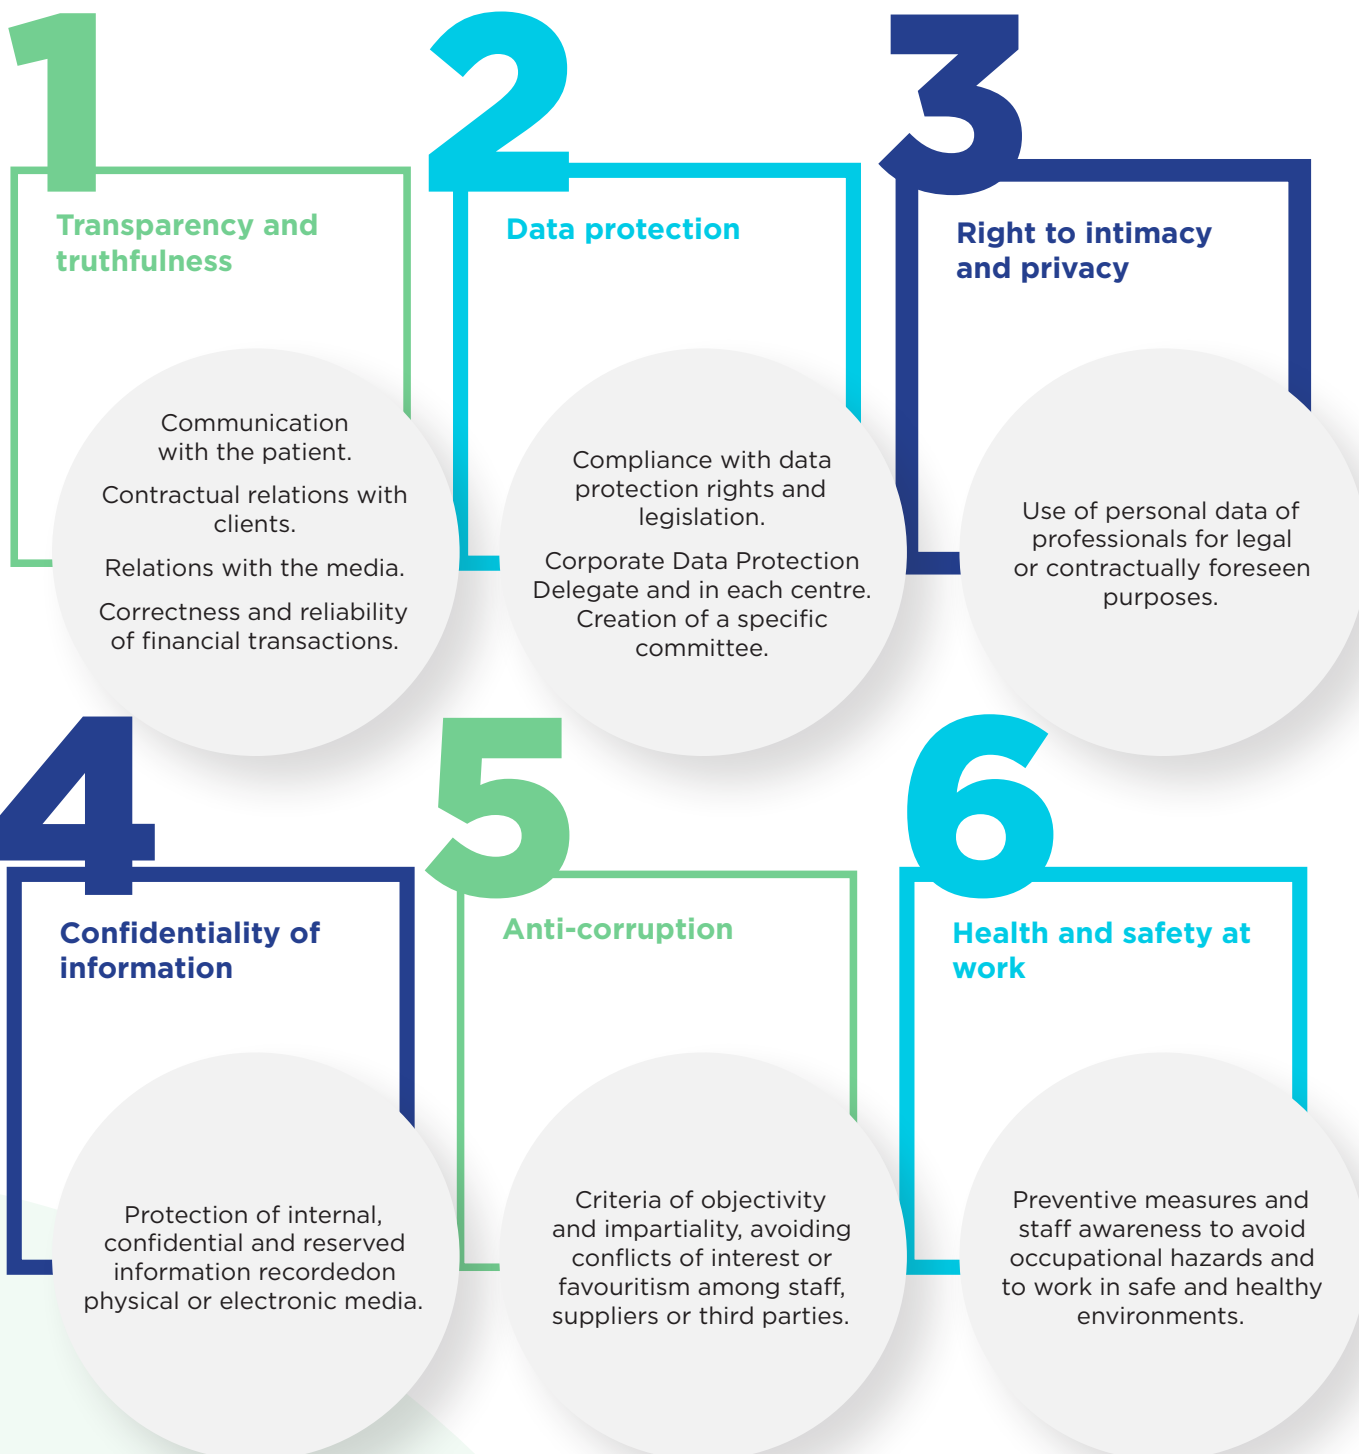 1
Transparency and
truthfulness
Communication
with the patient.
Contractual relations with
clients.
Relations with the media.
Correctness and reliability
of financial transactions.
2
Data protection
Compliance with data
protection rights and
legislation.
Corporate Data Protection
Delegate and in each centre.
Creation of a specific
committee.
3
Right to intimacy
and privacy
Use of personal data of
professionals for legal
or contractually foreseen
purposes.
4
Confidentiality of
information
Protection of internal,
confidential and reserved
information recordedon
physical or electronic media.
5
Anti-corruption
Criteria of objectivity
and impartiality, avoiding
conflicts of interest or
favouritism among staff,
suppliers or third parties.
6
Health and safety at
work
Preventive measures and
staff awareness to avoid
occupational hazards and
to work in safe and healthy
environments.